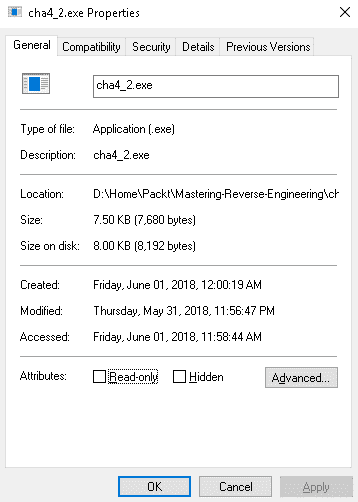 cha4_2.exe Properties
General Compatibility Security Details Previous Versions
cha4_2.exe
Type of file: Application (.exe)
Description: cha4_2.exe
Location: D:\Home\Packt\Mastering-Reverse-Engineering\ch
Size: 7.50 KB (7,680 bytes)
Size on disk: 8.00 KB (8,192 bytes)
Created: Friday, June 01, 2018, 12:00:19 AM
Modified: Thursday, May 31, 2018, 11:56:47 PM
Accessed: Friday, June 01, 2018, 11:58:44 AM
Attributes: Read-only Hidden Advanced...
OK Cancel Apply